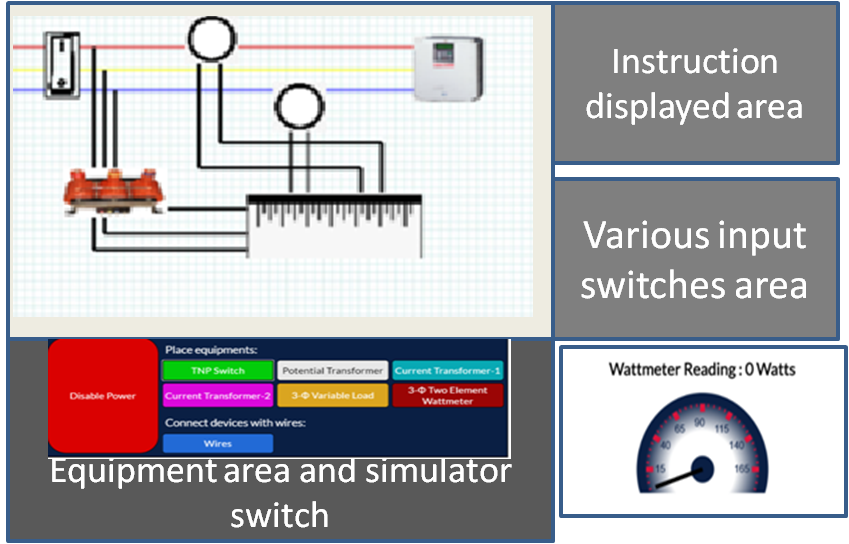 Instruction
displayed area
Various input
switches area
Place equipments:
TNP Switch
Potential Transformer
Current Transformer-1
Disable Power
Current Transformer-2
3-Φ Variable Load
3-Φ Two Element
Wattmeter
Connect devices with wires:
Wires
Equipment area and simulator
switch
Wattmeter Reading : 0 Watts
15
40
65
90
115
140
165